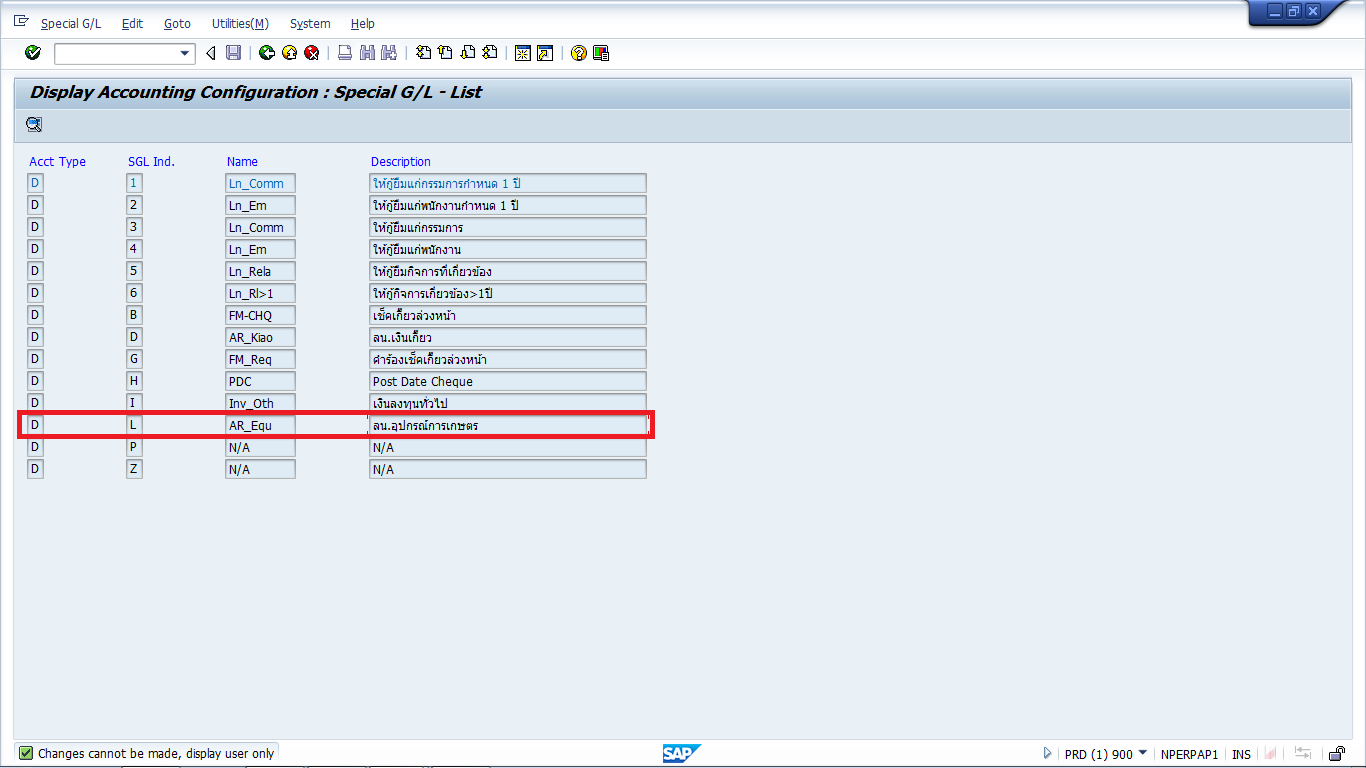 Special G/L Edit Goto Utilities(M) System Help
Display Accounting Configuration : Special G/L - List
Acct Type SGL Ind. Name Description
D 1 Ln_Comm ให้กู้ยืมแก่กรรมการกำหนด 1 ปี
D 2 Ln_Em ให้กู้ยืมแก่พนักงานกำหนด 1 ปี
D 3 Ln_Comm ให้กู้ยืมแก่กรรมการ
D 4 Ln_Em ให้กู้ยืมแก่พนักงาน
D 5 Ln_Rela ให้กู้ยืมกิจการที่เกี่ยวข้อง
D 6 Ln_Rl>1 ให้กู้กิจการเกี่ยวข้อง>1ปี
D B FM-CHQ เช็คเกี๊ยวล่วงหน้า
D D AR_Kiao ลน.เงินเกี๊ยว
D G FM_Req คำร้องเช็คเกี๊ยวล่วงหน้า
D H PDC Post Date Cheque
D I Inv_Oth เงินลงทุนทั่วไป
D L AR_Equ ลน.อุปกรณ์การเกษตร
D P N/A N/A
D Z N/A N/A
Changes cannot be made, display user only SAP PRD (1) 900 NPERPAP1 INS